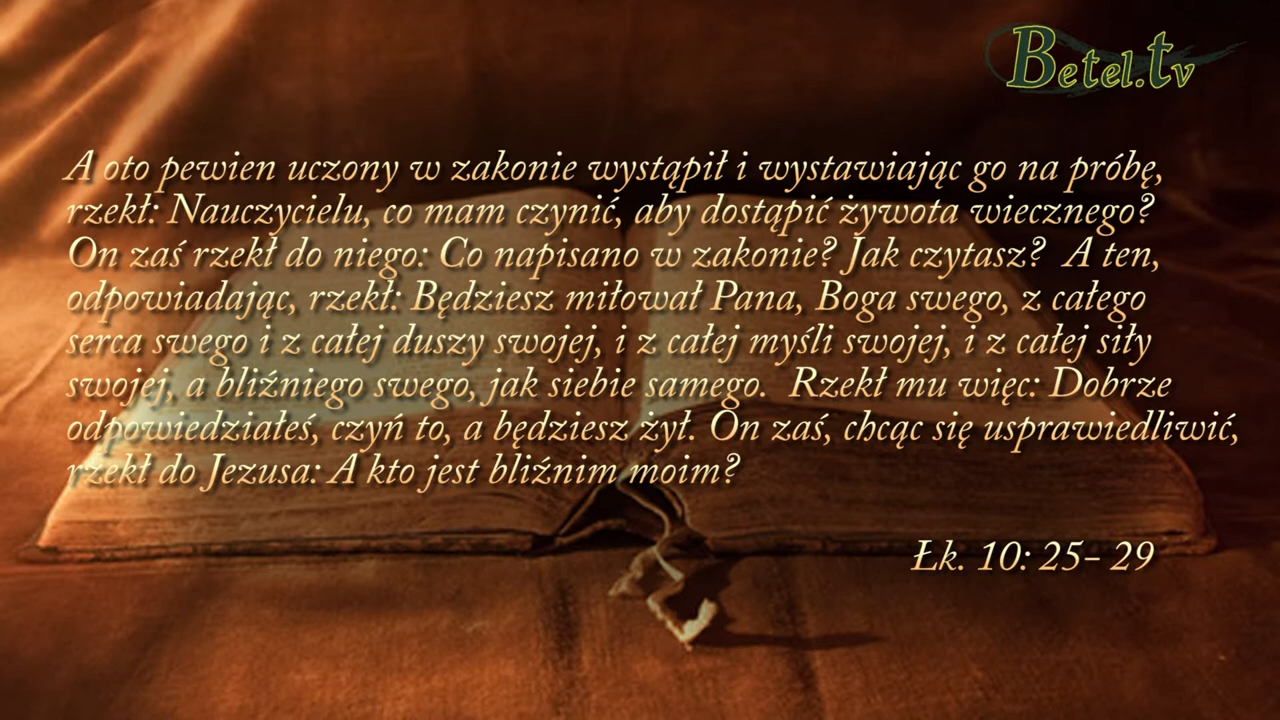 Betel.tv
A oto pewien uczony w zakonie wystąpił i wystawiając go na próbę,
rzekł: Nauczycielu, co mam czynić, aby dostąpić żywota wiecznego?
On zaś rzekł do niego: Co napisano w zakonie? Jak czytasz? A ten,
odpowiadając, rzekł: Będziesz miłował Pana, Boga swego, z całego
serca swego i z całej duszy swojej, i z całej myśli swojej, i z całej siły
swojej, a bliźniego swego, jak siebie samego. Rzekł mu więc: Dobrze
odpowiedziałeś, czyń to, a będziesz żył. On zaś, chcąc się usprawiedliwić,
rzekł do Jezusa: A kto jest bliźnim moim?
Łk. 10: 25- 29